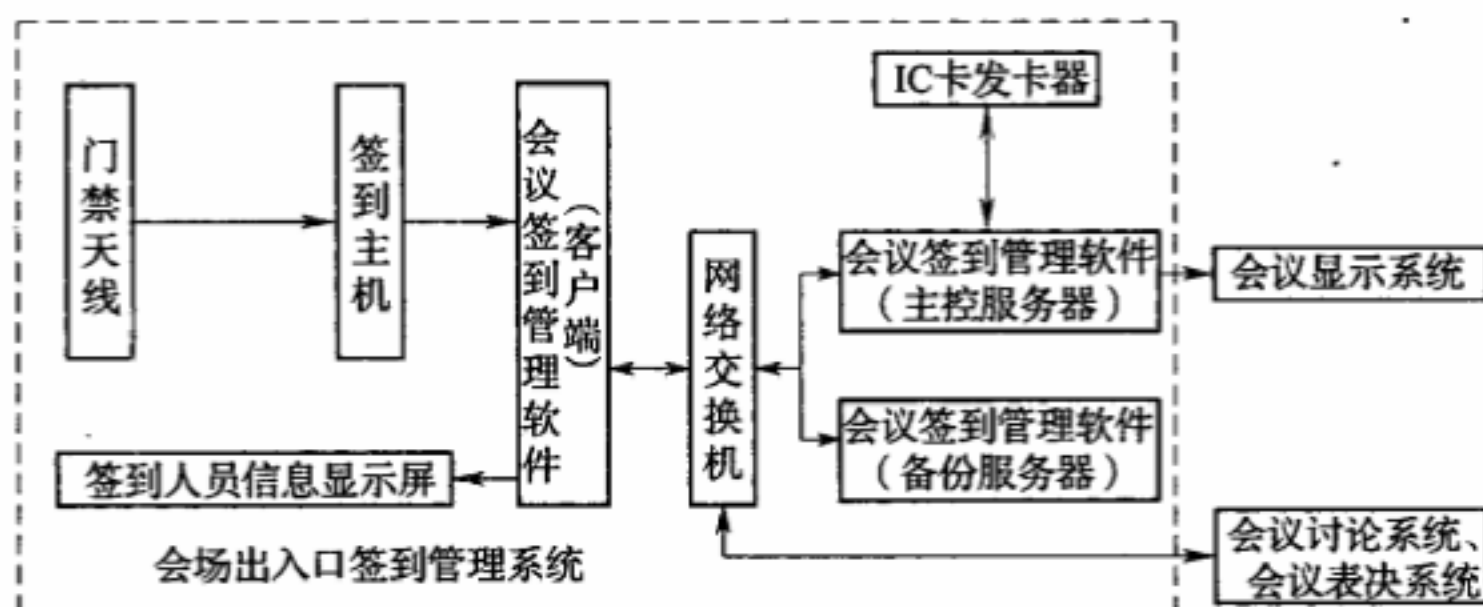 IC卡发卡器
门禁天线
签到主机
会议签到管理软件
（客户端）
网络交换机
会议签到管理软件
（主控服务器）
会议显示系统
会议签到管理软件
（备份服务器）
签到人员信息显示屏
会议讨论系统、
会议表决系统
会场出入口签到管理系统